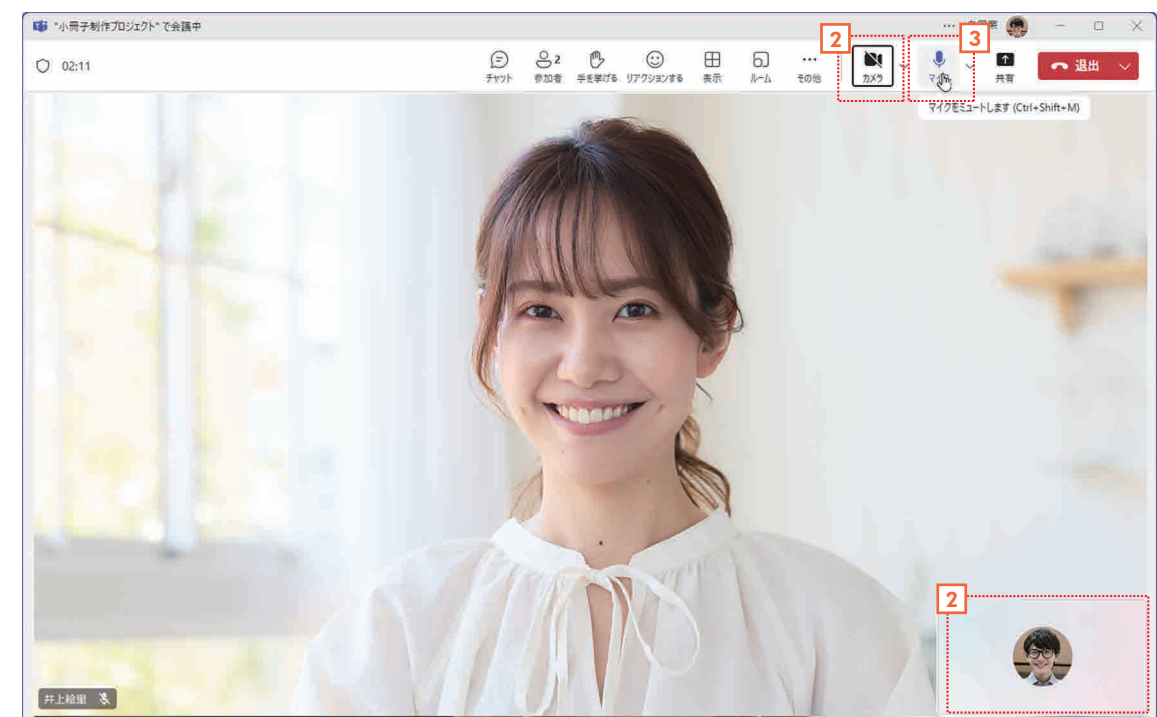 "小冊子制作プロジェクト" で会議中
02:11
チャット
2
参加者
手を挙げる
リアクションする
表示
ルーム
その他
2
カメラ
3
共有
退出
マイクをミュートします (Ctrl+Shift+M)
2
井上絵里